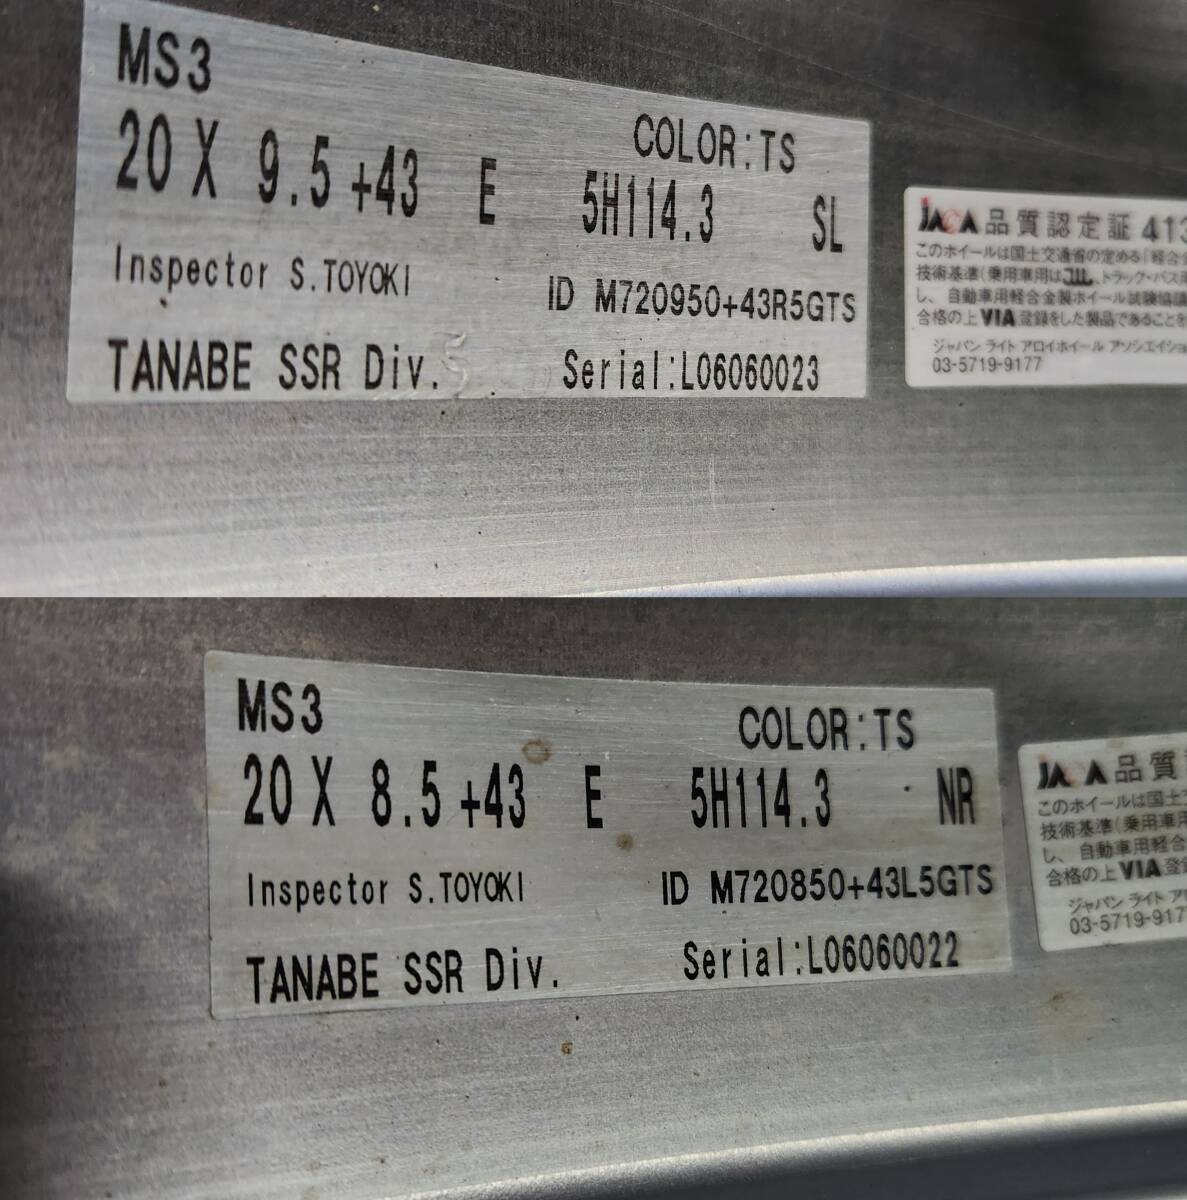 MS3
COLOR:TS
20 X 9.5 +43 E 5H114.3 SL
Inspector S.TOYOKI
ID M720950+43R5GTS
TANABE SSR Div.
Serial:L06060023
JAWA 品質認定証 413
このホイールは国土交通省の定める「軽合金
技術基準(乗用車用はJWL、トラック・バス用
し、自動車用軽合金製ホイール試験協議
合格の上VIA登録をした製品であることを
ジャパン ライト アロイホイール アソシエイショ
03-5719-9177
MS3
COLOR:TS
20 X 8.5 +43 E 5H114.3 NR
Inspector S.TOYOKI
ID M720850+43L5GTS
TANABE SSR Div.
Serial:L06060022
品質
このホイールは国土
技術基準(乗用車用
し、自動車用軽合
合格の上VIA登録
ジャパン ライト アロ
03-5719-917